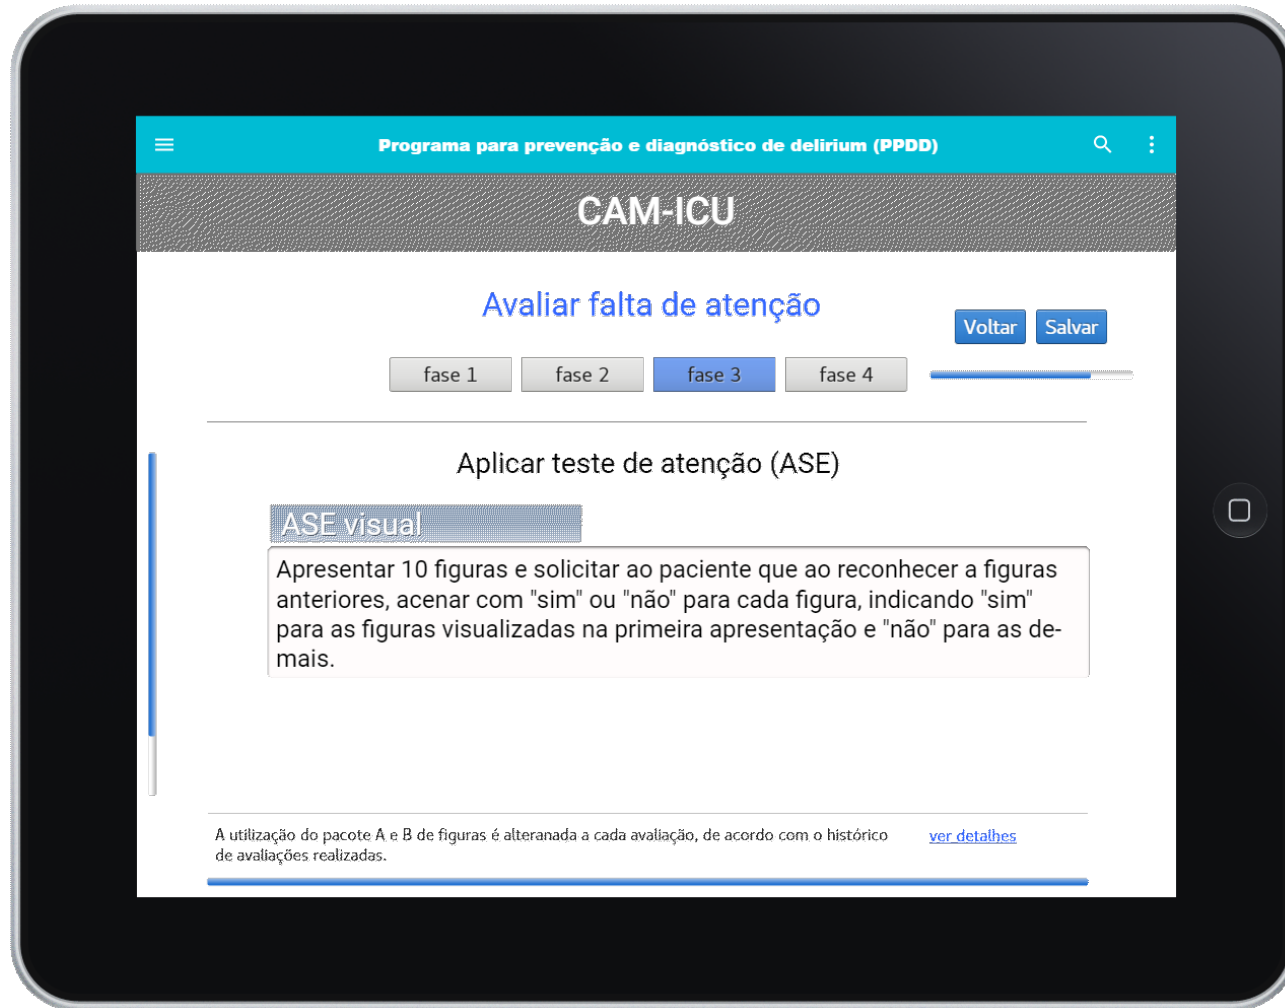 Programa para prevenção e diagnóstico de delirium (PPDD)
CAM-ICU
Avaliar falta de atenção
Voltar Salvar
fase 1 fase 2 fase 3 fase 4
Aplicar teste de atenção (ASE)
ASE visual
Apresentar 10 figuras e solicitar ao paciente que ao reconhecer a figuras
anteriores, acenar com "sim" ou "não" para cada figura, indicando "sim"
para as figuras visualizadas na primeira apresentação e "não" para as de-
mais.
A utilização do pacote A e B de figuras é alteranada a cada avaliação, de acordo com o histórico
de avaliações realizadas.
ver detalhes